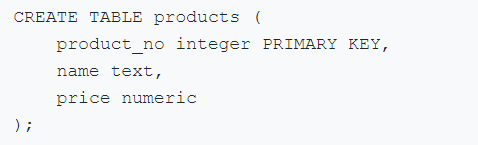 CREATE TABLE products (
    product_no integer PRIMARY KEY,
    name text,
    price numeric
);